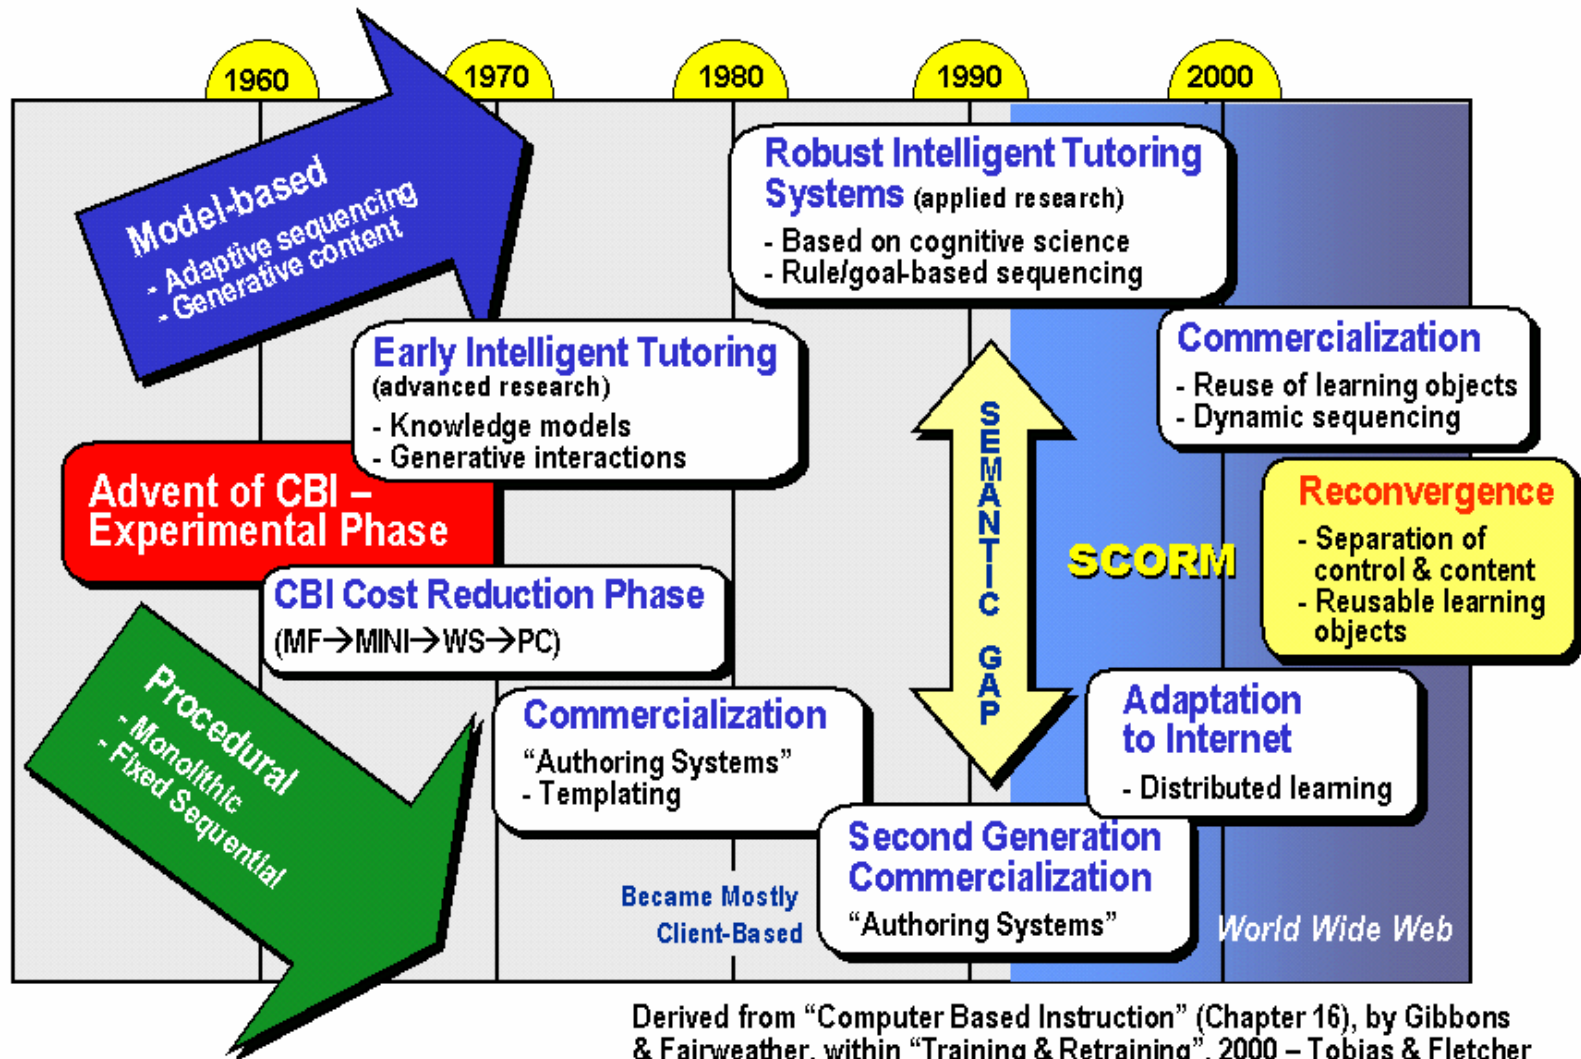 1960
1970
1980
1990
2000
Model-based
- Adaptive sequencing
- Generative content
Robust Intelligent Tutoring
Systems (applied research)
- Based on cognitive science
- Rule/goal-based sequencing
Early Intelligent Tutoring
(advanced research)
- Knowledge models
- Generative interactions
Commercialization
- Reuse of learning objects
- Dynamic sequencing
Advent of CBI –
Experimental Phase
SEMANTIC GAP
SCORM
Reconvergence
- Separation of
control & content
- Reusable learning
objects
CBI Cost Reduction Phase
(MF→MINI→WS→PC)
Procedural
- Monolithic
- Fixed Sequential
Commercialization
“Authoring Systems”
- Templating
Adaptation
to Internet
- Distributed learning
Second Generation
Commercialization
“Authoring Systems”
Became Mostly
Client-Based
World Wide Web
Derived from “Computer Based Instruction” (Chapter 16), by Gibbons
& Fairweather, within “Training & Retraining”, 2000 – Tobias & Fletcher